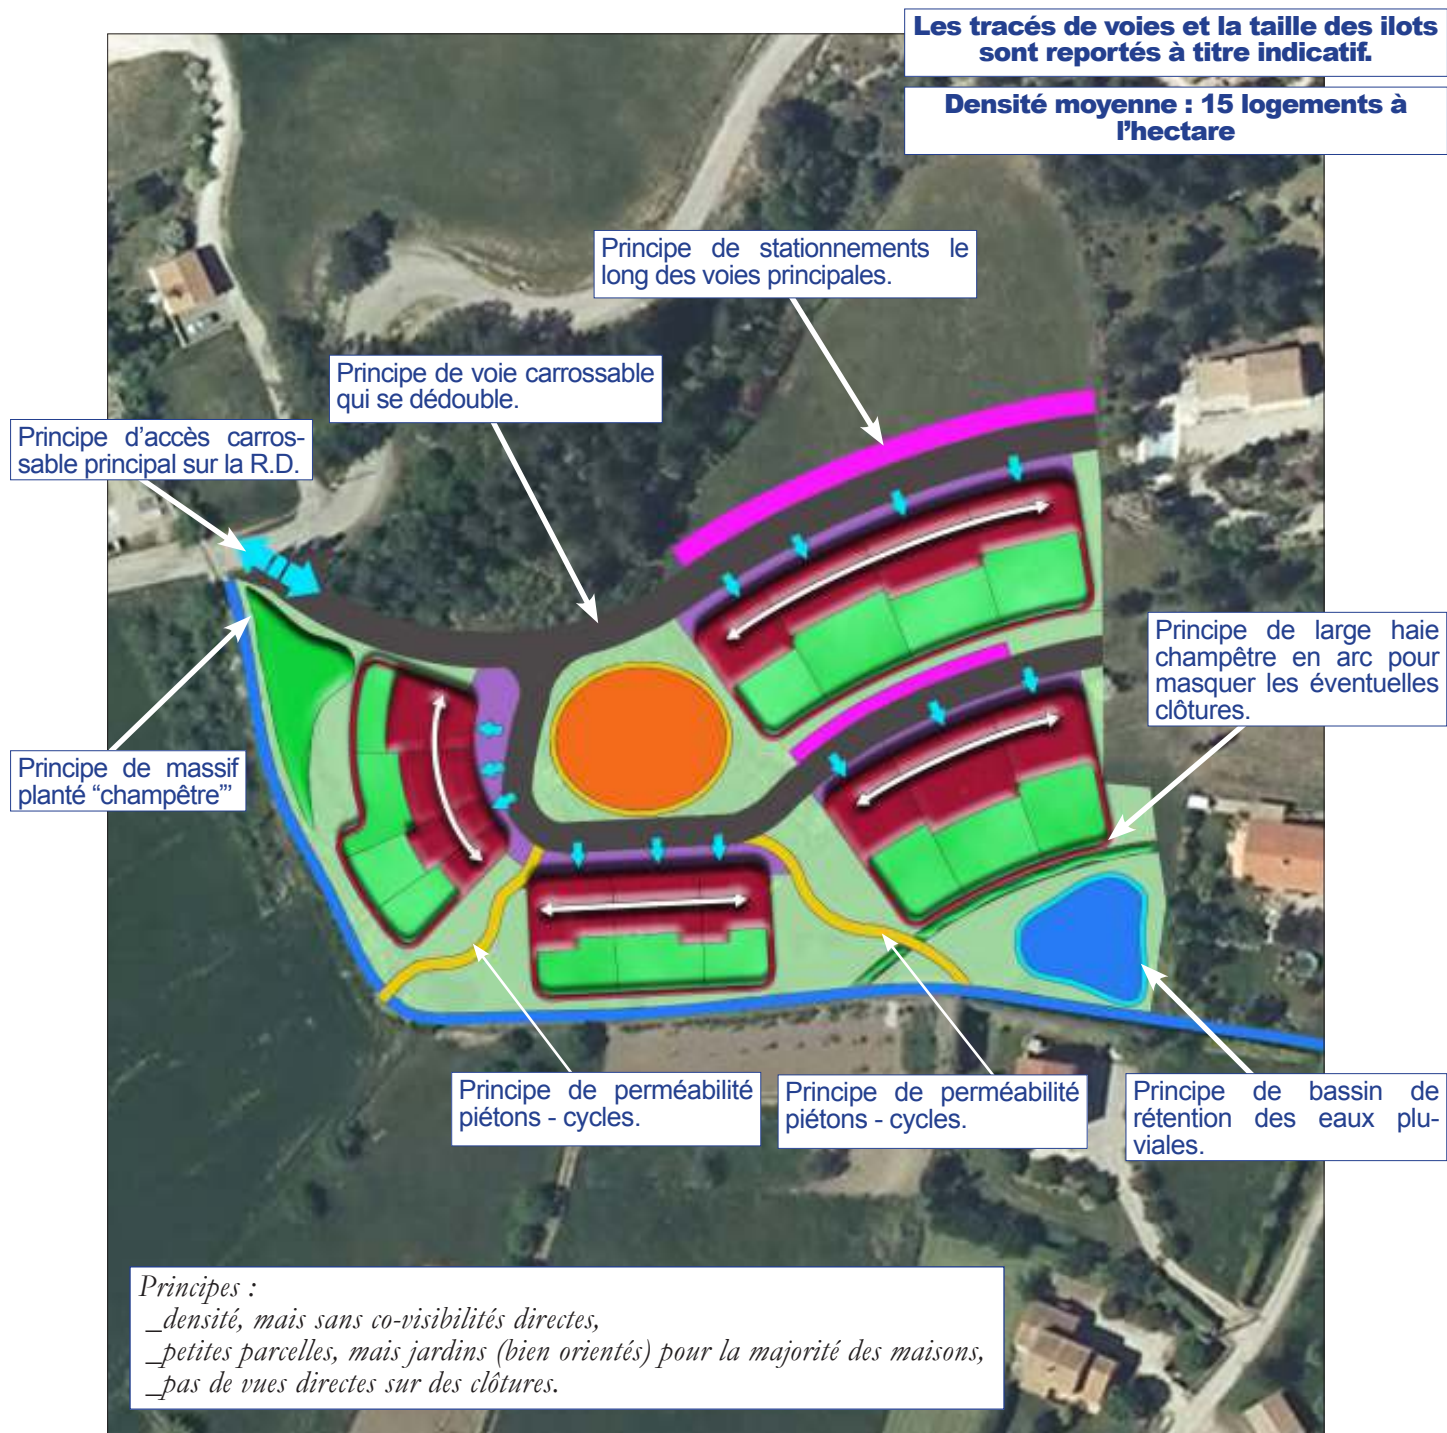 Les tracés de voies et la taille des ilots
sont reportés à titre indicatif.
Densité moyenne : 15 logements à
l'hectare
Principe de stationnements le
long des voies principales.
Principe de voie carrossable
qui se dédouble.
Principe d'accès carros-
sable principal sur la R.D.
Principe de large haie
champêtre en arc pour
masquer les éventuelles
clôtures.
Principe de massif
planté “champêtre”'
Principe de perméabilité
piétons - cycles.
Principe de perméabilité
piétons - cycles.
Principe de bassin de
rétention des eaux plu-
viales.
Principes :
_densité, mais sans co-visibilités directes,
_petites parcelles, mais jardins (bien orientés) pour la majorité des maisons,
_pas de vues directes sur des clôtures.